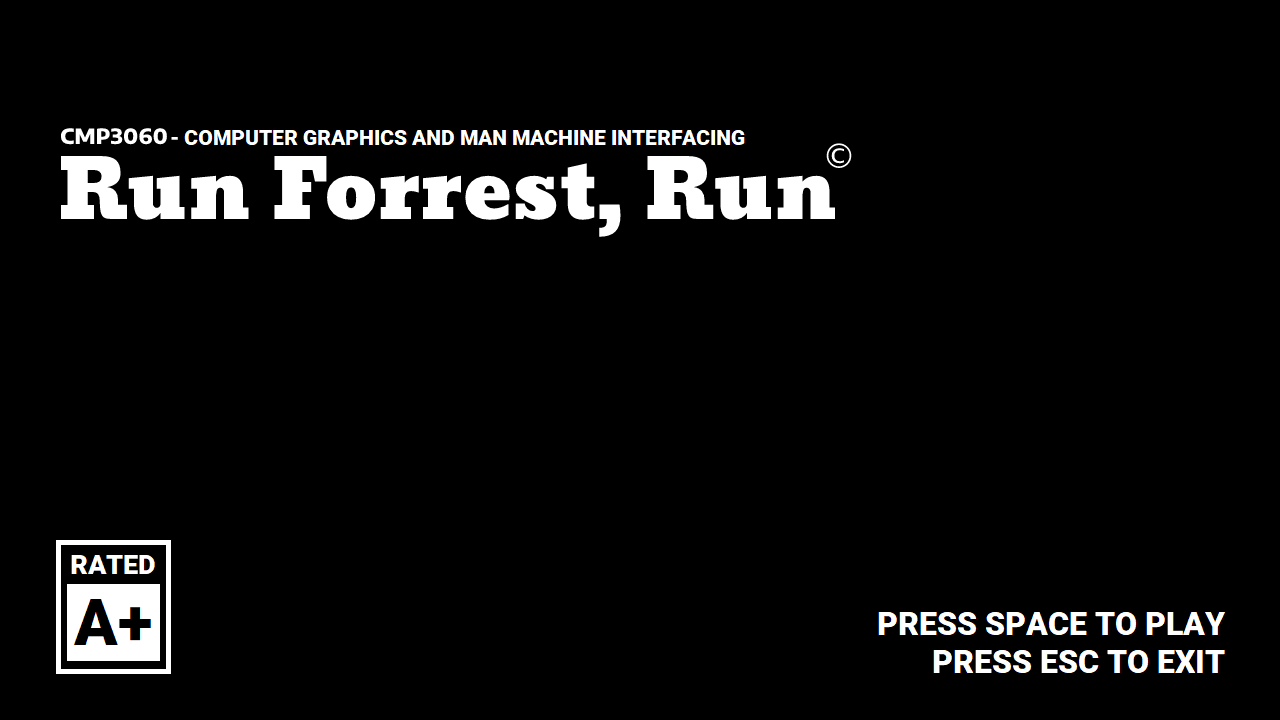 CMP3060 - COMPUTER GRAPHICS AND MAN MACHINE INTERFACING
Run Forrest, Run©
RATED
A+
PRESS SPACE TO PLAY
PRESS ESC TO EXIT